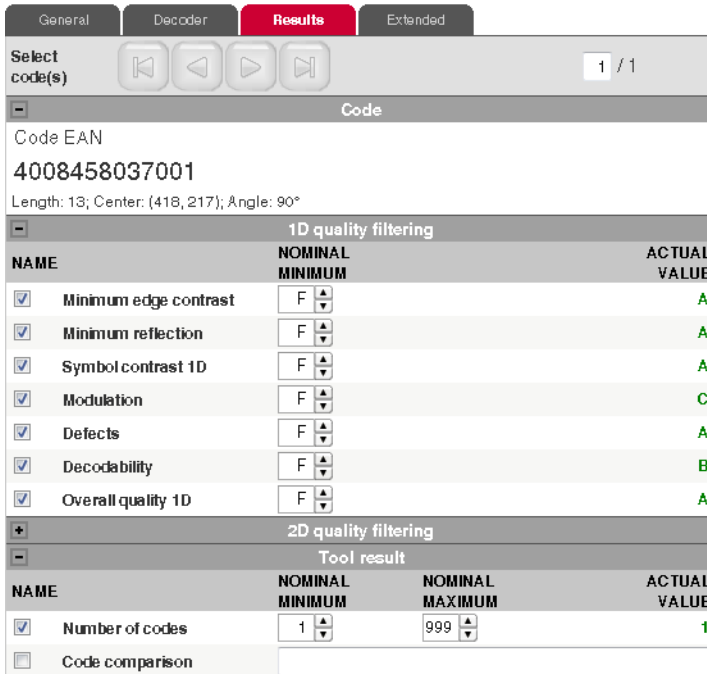 General Decoder Results Extended
Select
code(s)
1 / 1
Code
Code EAN
4008458037001
Length: 13; Center: (418, 217); Angle: 90°
1D quality filtering
NAME NOMINAL MINIMUM ACTUAL VALUE
Minimum edge contrast F A
Minimum reflection F A
Symbol contrast 1D F A
Modulation F C
Defects F A
Decodability F B
Overall quality 1D F A
2D quality filtering
Tool result
NAME NOMINAL MINIMUM NOMINAL MAXIMUM ACTUAL VALUE
Number of codes 1 999 1
Code comparison